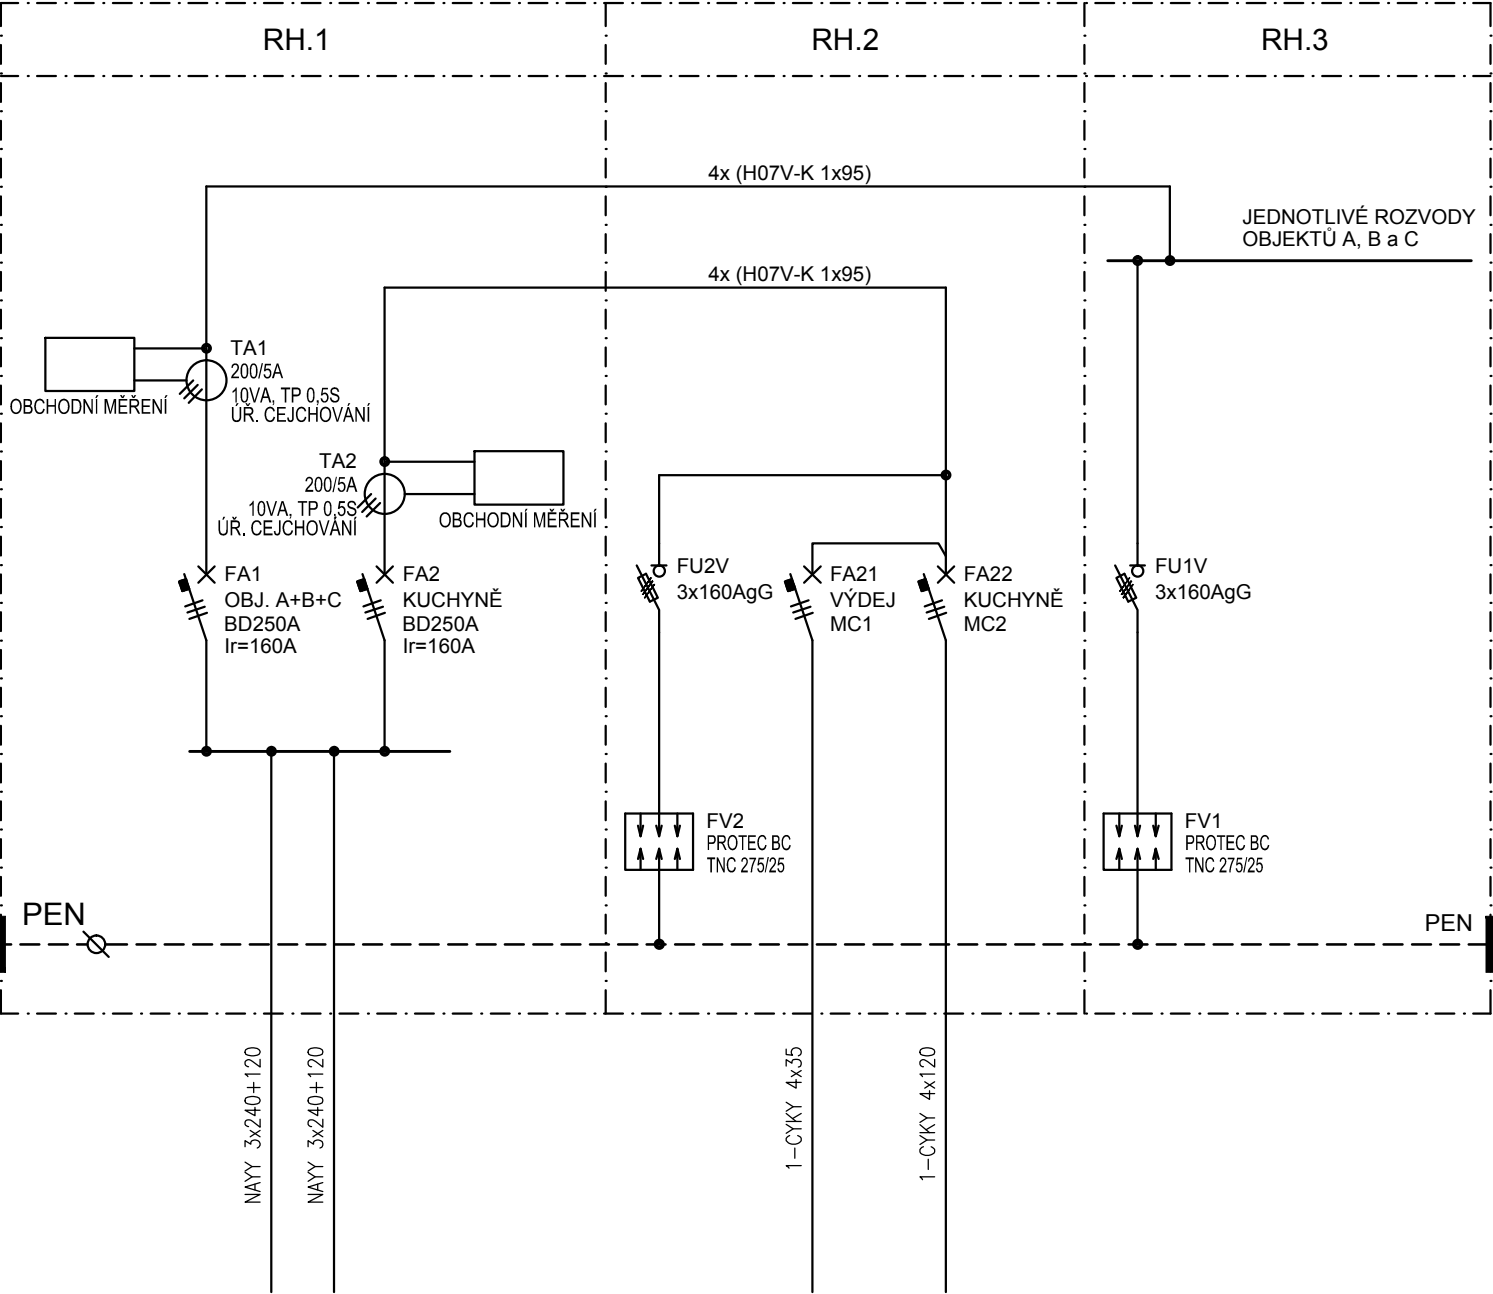 RH.1
RH.2
RH.3
4x (H07V-K 1x95)
JEDNOTLIVÉ ROZVODY
OBJEKTŮ A, B a C
4x (H07V-K 1x95)
TA1
200/5A
10VA, TP 0,5S
ÚŘ. CEJCHOVÁNÍ
OBCHODNÍ MĚŘENÍ
TA2
200/5A
10VA, TP 0,5S
ÚŘ. CEJCHOVÁNÍ
OBCHODNÍ MĚŘENÍ
FA1
OBJ. A+B+C
BD250A
Ir=160A
FA2
KUCHYNĚ
BD250A
Ir=160A
FU2V
3x160AgG
FA21
VÝDEJ
MC1
FA22
KUCHYNĚ
MC2
FU1V
3x160AgG
FV2
PROTEC BC
TNC 275/25
FV1
PROTEC BC
TNC 275/25
PEN
PEN
NAYY 3x240+120
NAYY 3x240+120
1-CYKY 4x35
1-CYKY 4x120